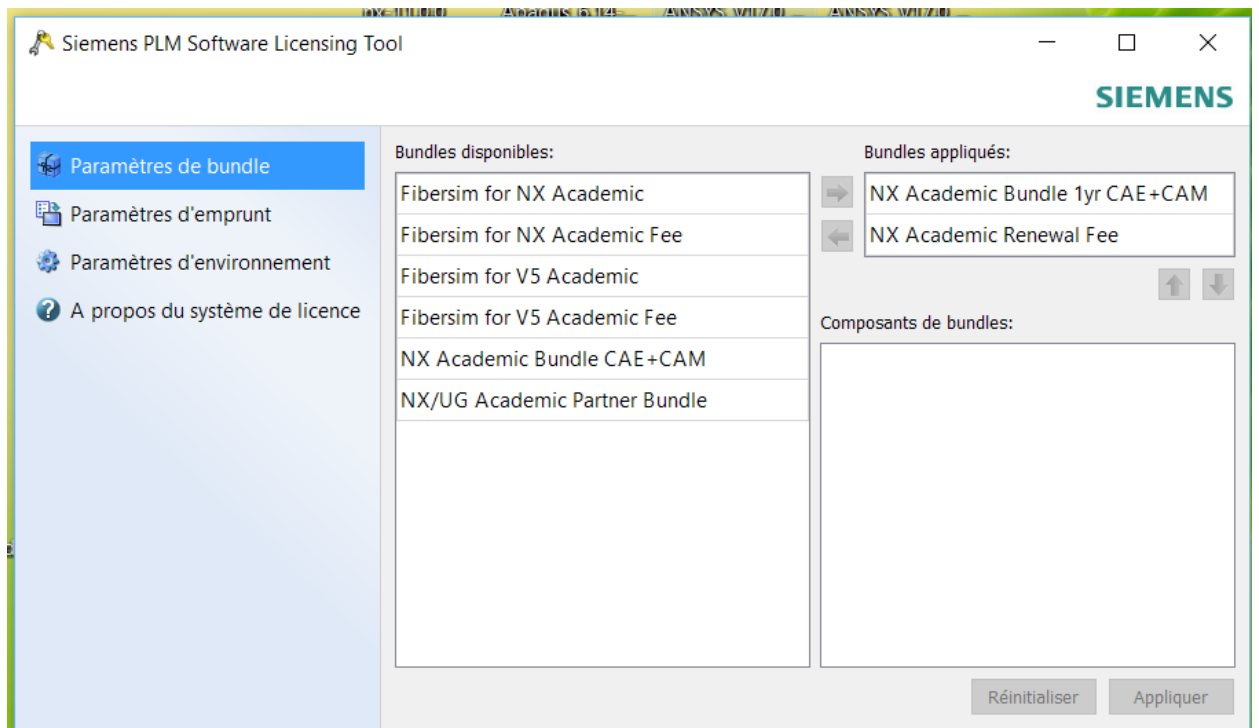 Siemens PLM Software Licensing Tool
SIEMENS
Paramètres de bundle
Paramètres d'emprunt
Paramètres d'environnement
A propos du système de licence
Bundles disponibles:
Fibersim for NX Academic
Fibersim for NX Academic Fee
Fibersim for V5 Academic
Fibersim for V5 Academic Fee
NX Academic Bundle CAE+CAM
NX/UG Academic Partner Bundle
Bundles appliqués:
NX Academic Bundle 1yr CAE+CAM
NX Academic Renewal Fee
Composants de bundles:
Réinitialiser
Appliquer